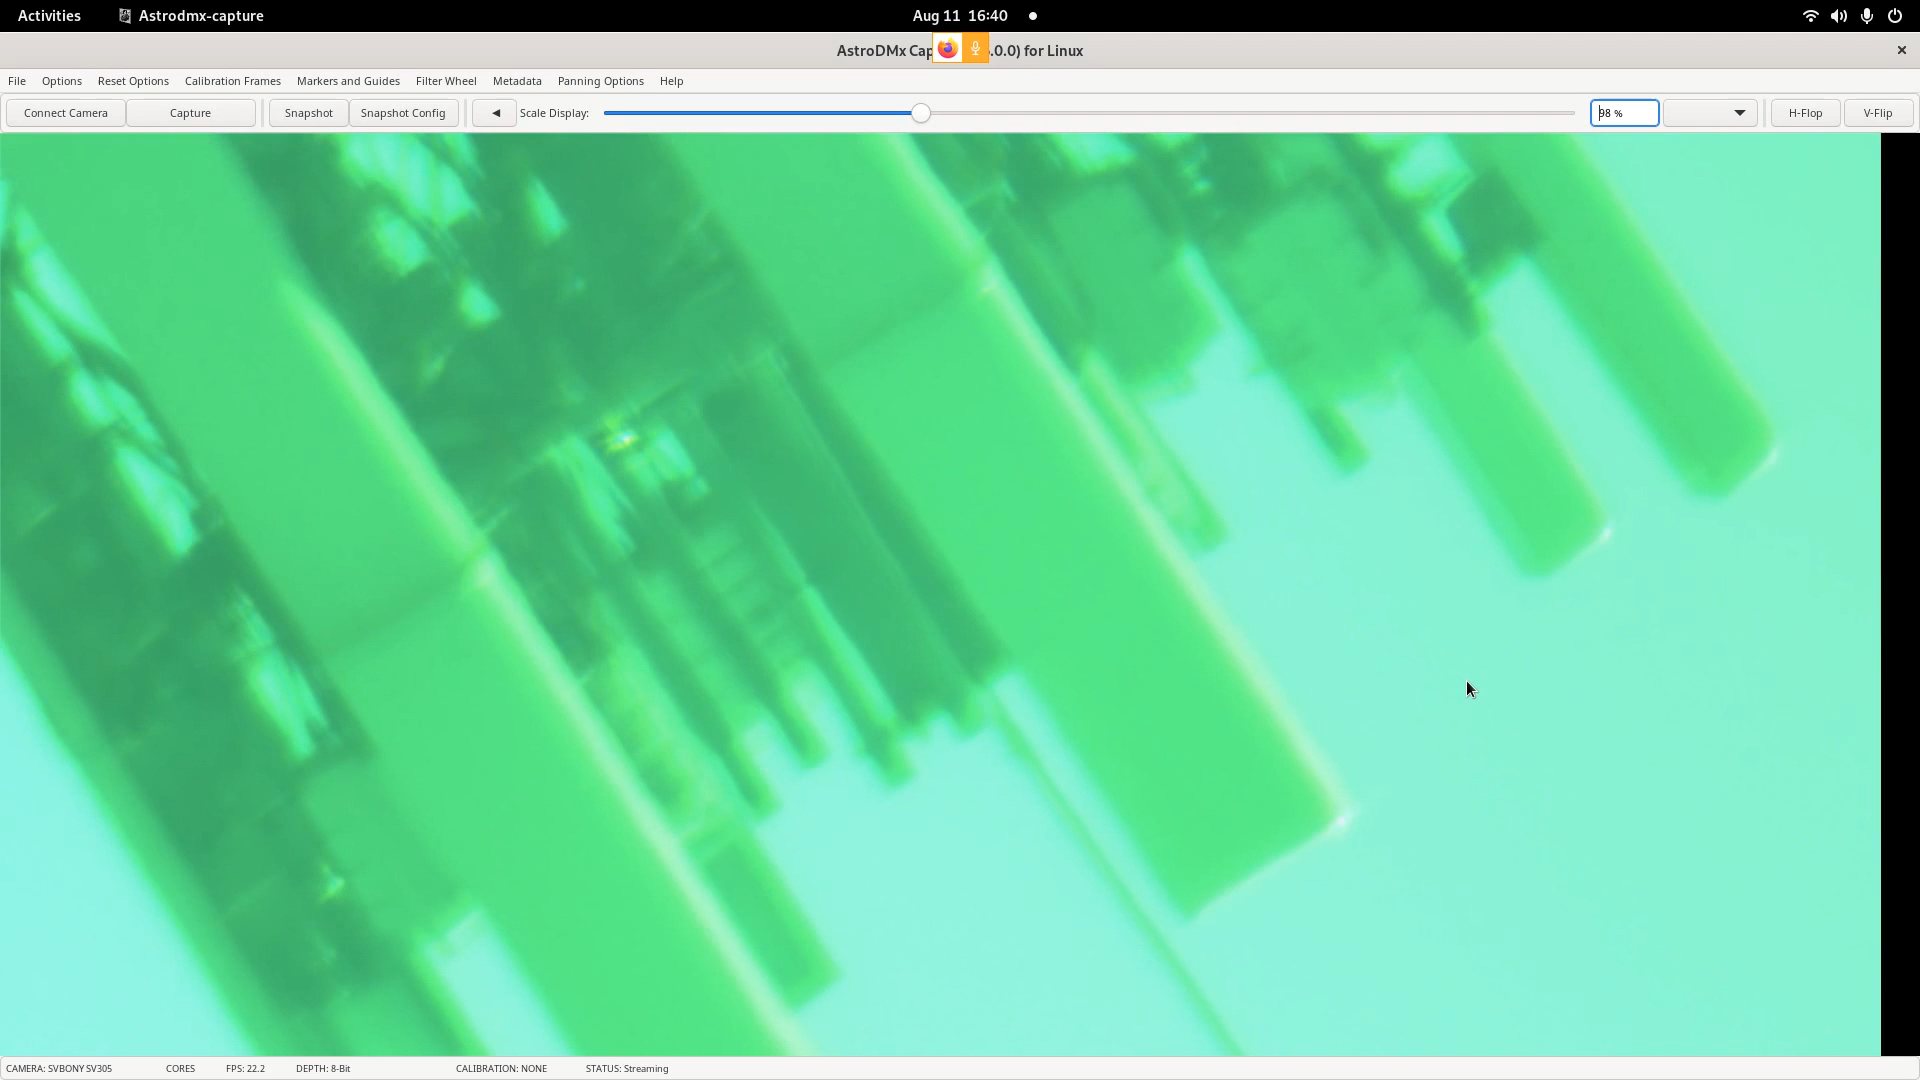 Activities Astrodmx-capture Aug 11 16:40
AstroDMx Cap .0.0) for Linux
File Options Reset Options Calibration Frames Markers and Guides Filter Wheel Metadata Panning Options Help
Connect Camera Capture Snapshot Snapshot Config Scale Display: 98 % H-Flop V-Flip
CAMERA: SVBONY SV305 CORES FPS: 22.2 DEPTH: 8-Bit CALIBRATION: NONE STATUS: Streaming